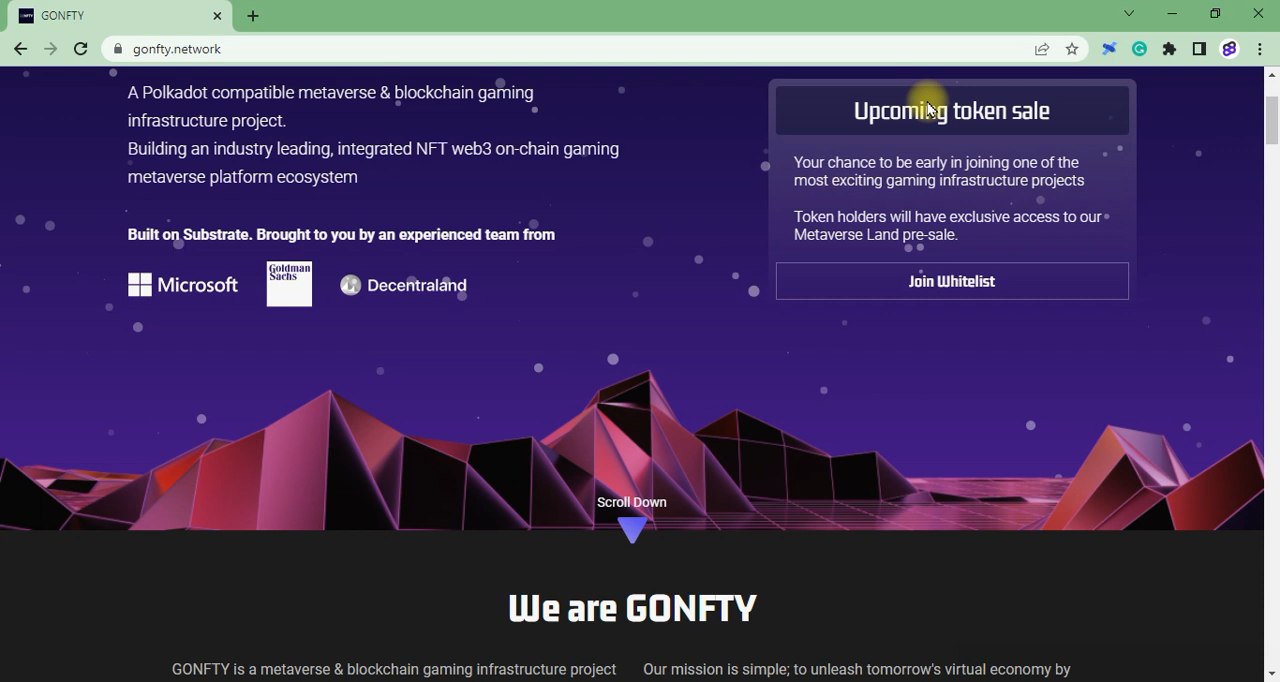 GONFTY
gonfty.network
A Polkadot compatible metaverse & blockchain gaming
infrastructure project.
Building an industry leading, integrated NFT web3 on-chain gaming
metaverse platform ecosystem
Built on Substrate. Brought to you by an experienced team from
Microsoft
Goldman
Sachs
Decentraland
Upcoming token sale
Your chance to be early in joining one of the
most exciting gaming infrastructure projects
Token holders will have exclusive access to our
Metaverse Land pre-sale.
Join Whitelist
Scroll Down
We are GONFTY
GONFTY is a metaverse & blockchain gaming infrastructure project
Our mission is simple; to unleash tomorrow's virtual economy by